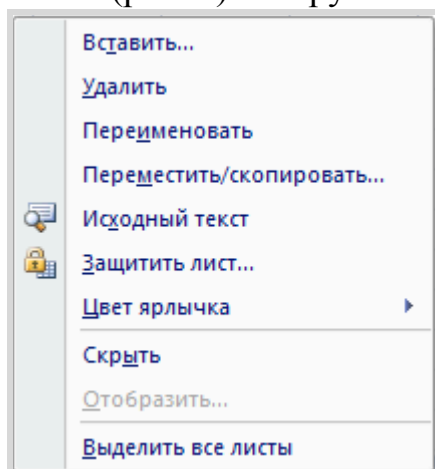 Вставить...
Удалить
Переименовать
Переместить/скопировать...
Исходный текст
Защитить лист...
Цвет ярлычка
Скрыть
Отобразить...
Выделить все листы